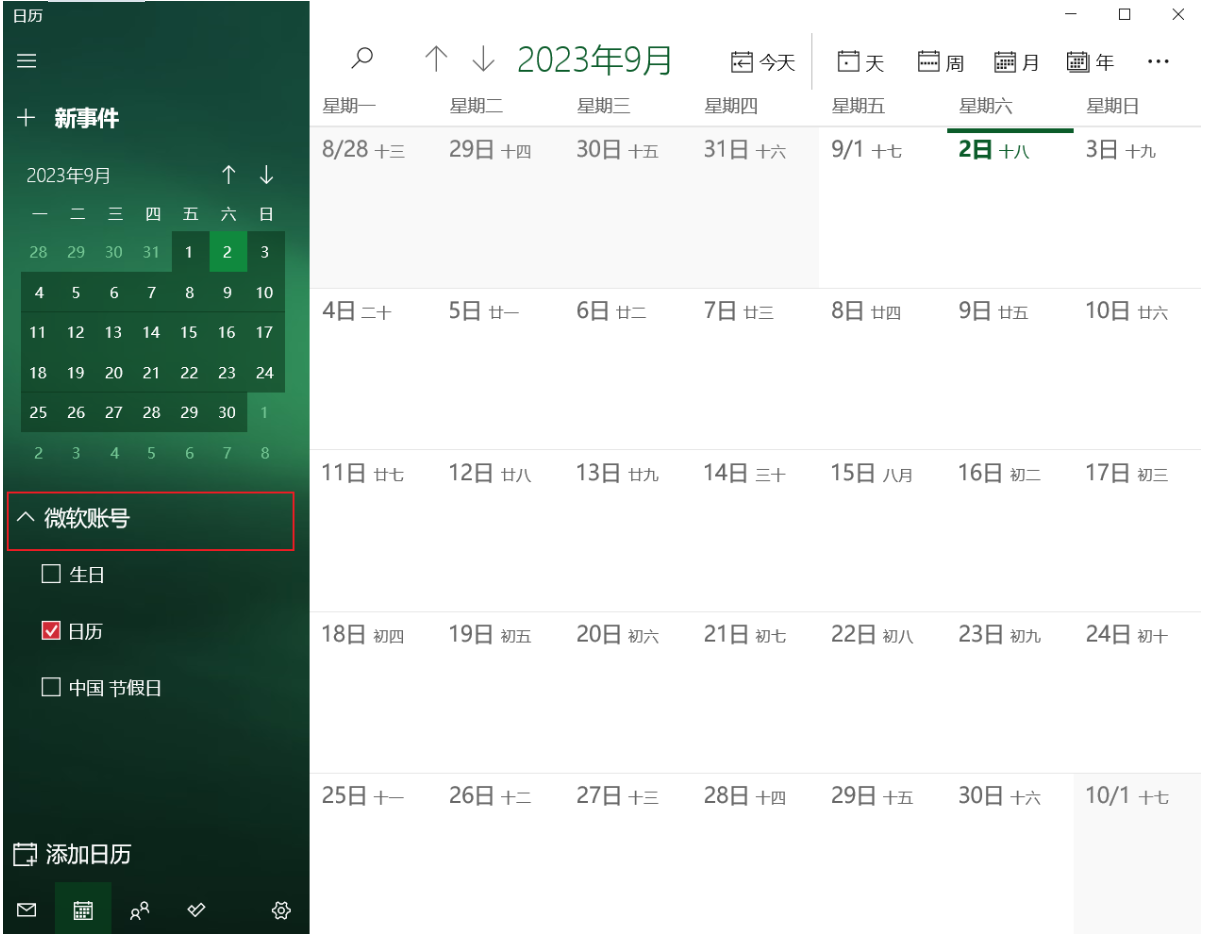 日历
新事件
2023年9月
一 二 三 四 五 六 日
28 29 30 31 1 2 3
4 5 6 7 8 9 10
11 12 13 14 15 16 17
18 19 20 21 22 23 24
25 26 27 28 29 30 1
2 3 4 5 6 7 8
微软账号
生日
日历
中国 节假日
添加日历
2023年9月 今天 天 周 月 年
星期一 星期二 星期三 星期四 星期五 星期六 星期日
8/28 十三 29日 十四 30日 十五 31日 十六 9/1 十七 2日 十八 3日 十九
4日 二十 5日 廿一 6日 廿二 7日 廿三 8日 廿四 9日 廿五 10日 廿六
11日 廿七 12日 廿八 13日 廿九 14日 三十 15日 八月 16日 初二 17日 初三
18日 初四 19日 初五 20日 初六 21日 初七 22日 初八 23日 初九 24日 初十
25日 十一 26日 十二 27日 十三 28日 十四 29日 十五 30日 十六 10/1 十七